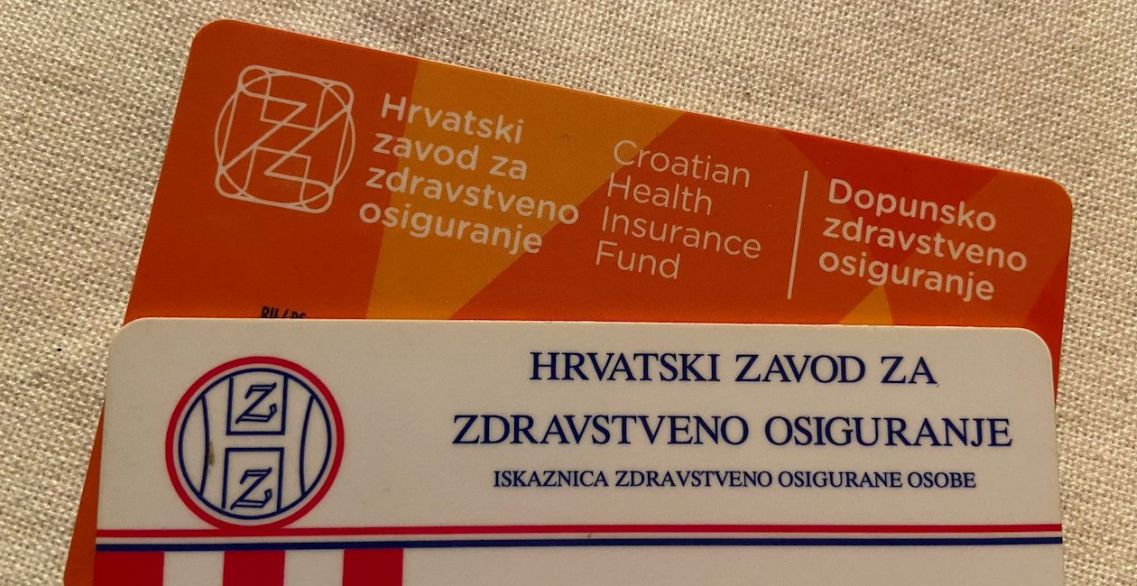 Hrvatski
zavod za
zdravstveno
osiguranje
Croatian
Health
Insurance
Fund
Dopunsko
zdravstveno
osiguranje
HRVATSKI ZAVOD ZA
ZDRAVSTVENO OSIGURANJE
ISKAZNICA ZDRAVSTVENO OSIGURANE OSOBE